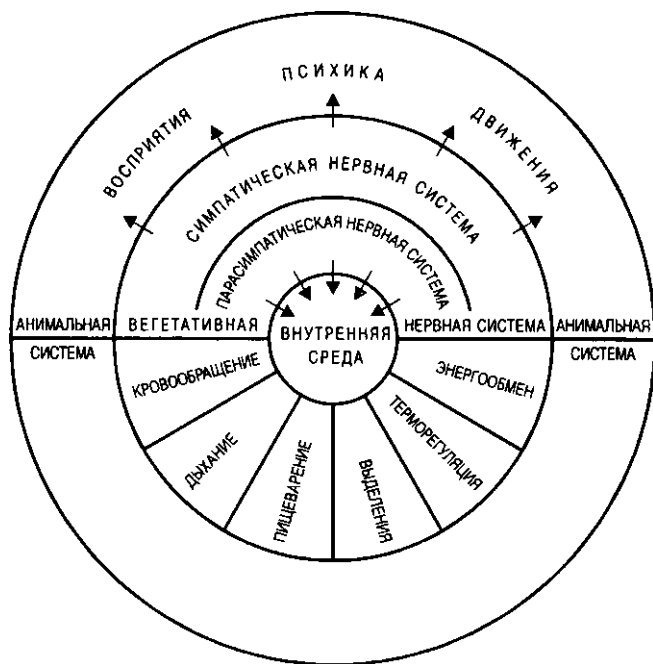 ПСИХИКА
ВОСПРИЯТИЯ
ДВИЖЕНИЯ
СИМПАТИЧЕСКАЯ НЕРВНАЯ СИСТЕМА
ПАРАСИМПАТИЧЕСКАЯ НЕРВНАЯ СИСТЕМА
АНИМАЛЬНАЯ
СИСТЕМА
ВЕГЕТАТИВНАЯ
ВНУТРЕННЯЯ
СРЕДА
НЕРВНАЯ СИСТЕМА
АНИМАЛЬНАЯ
СИСТЕМА
КРОВООБРАЩЕНИЕ
ДЫХАНИЕ
ПИЩЕВАРЕНИЕ
ВЫДЕЛЕНИЯ
ТЕРМОРЕГУЛЯЦИЯ
ЭНЕРГООБМЕН